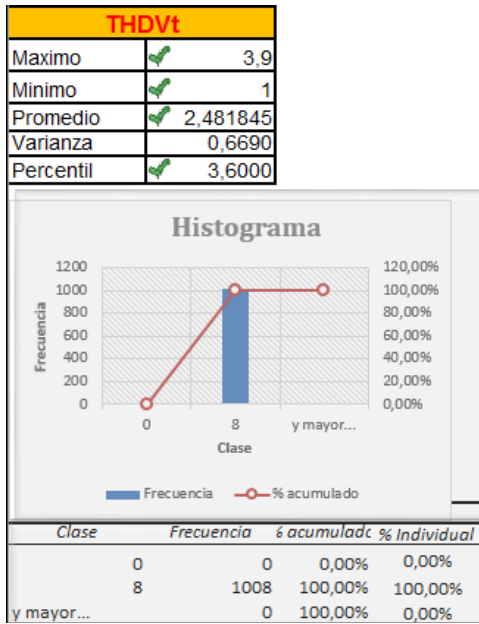 THDVt
Maximo 3,9
Minimo 1
Promedio 2,481845
Varianza 0,6690
Percentil 3,6000
Histograma
1200 120,00%
1000 100,00%
800 80,00%
600 60,00%
400 40,00%
200 20,00%
0 0,00%
Frecuencia
0 8 y mayor...
Clase
Frecuencia % acumulado
Clase Frecuencia % acumulado % Individual
0 0 0,00% 0,00%
8 1008 100,00% 100,00%
y mayor... 0 100,00% 0,00%